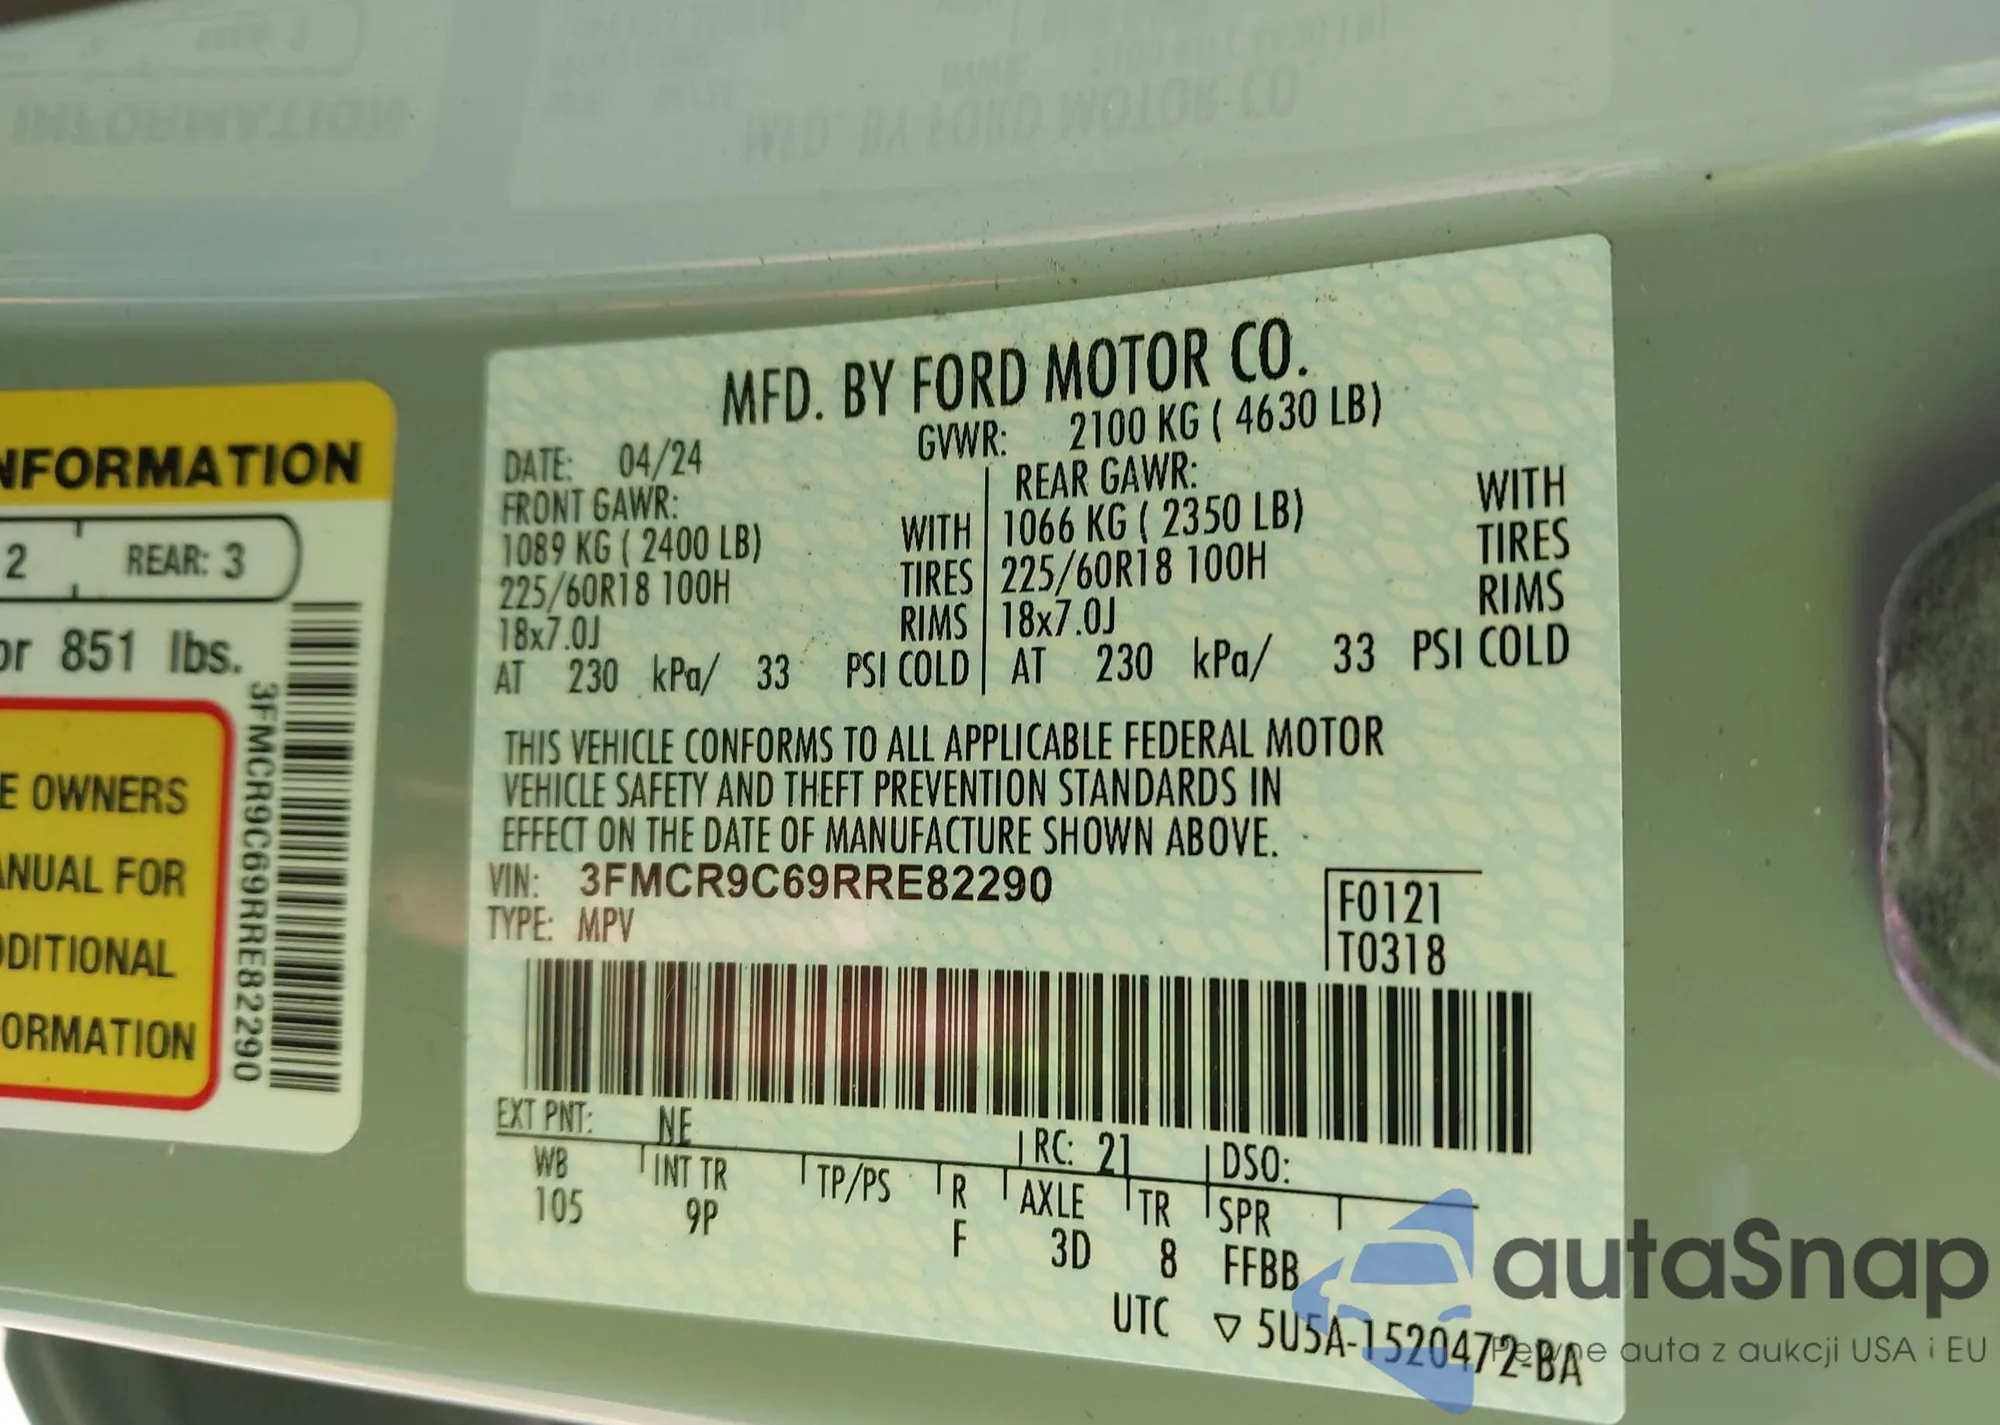 NFORMATION
2 REAR: 3
or 851 lbs.
E OWNERS
ANUAL FOR
DDITIONAL
ORMATION
3FMCR9C69RRE82290
MFD. BY FORD MOTOR CO.
DATE: 04/24 GVWR: 2100 KG ( 4630 LB)
FRONT GAWR: REAR GAWR:
1089 KG ( 2400 LB) WITH 1066 KG ( 2350 LB) WITH
225/60R18 100H TIRES 225/60R18 100H TIRES
18x7.0J RIMS 18x7.0J RIMS
AT 230 kPa/ 33 PSI COLD AT 230 kPa/ 33 PSI COLD
THIS VEHICLE CONFORMS TO ALL APPLICABLE FEDERAL MOTOR
VEHICLE SAFETY AND THEFT PREVENTION STANDARDS IN
EFFECT ON THE DATE OF MANUFACTURE SHOWN ABOVE.
VIN: 3FMCR9C69RRE82290
TYPE: MPV
F0121
T0318
EXT PNT: NE RC: 21 DSO:
WB INT TR TP/PS R AXLE TR SPR
105 9P F 3D 8 FFBB
UTC ▽ 5U5A-1520472-BA
autaSnap
Pewne auta z aukcji USA i EU